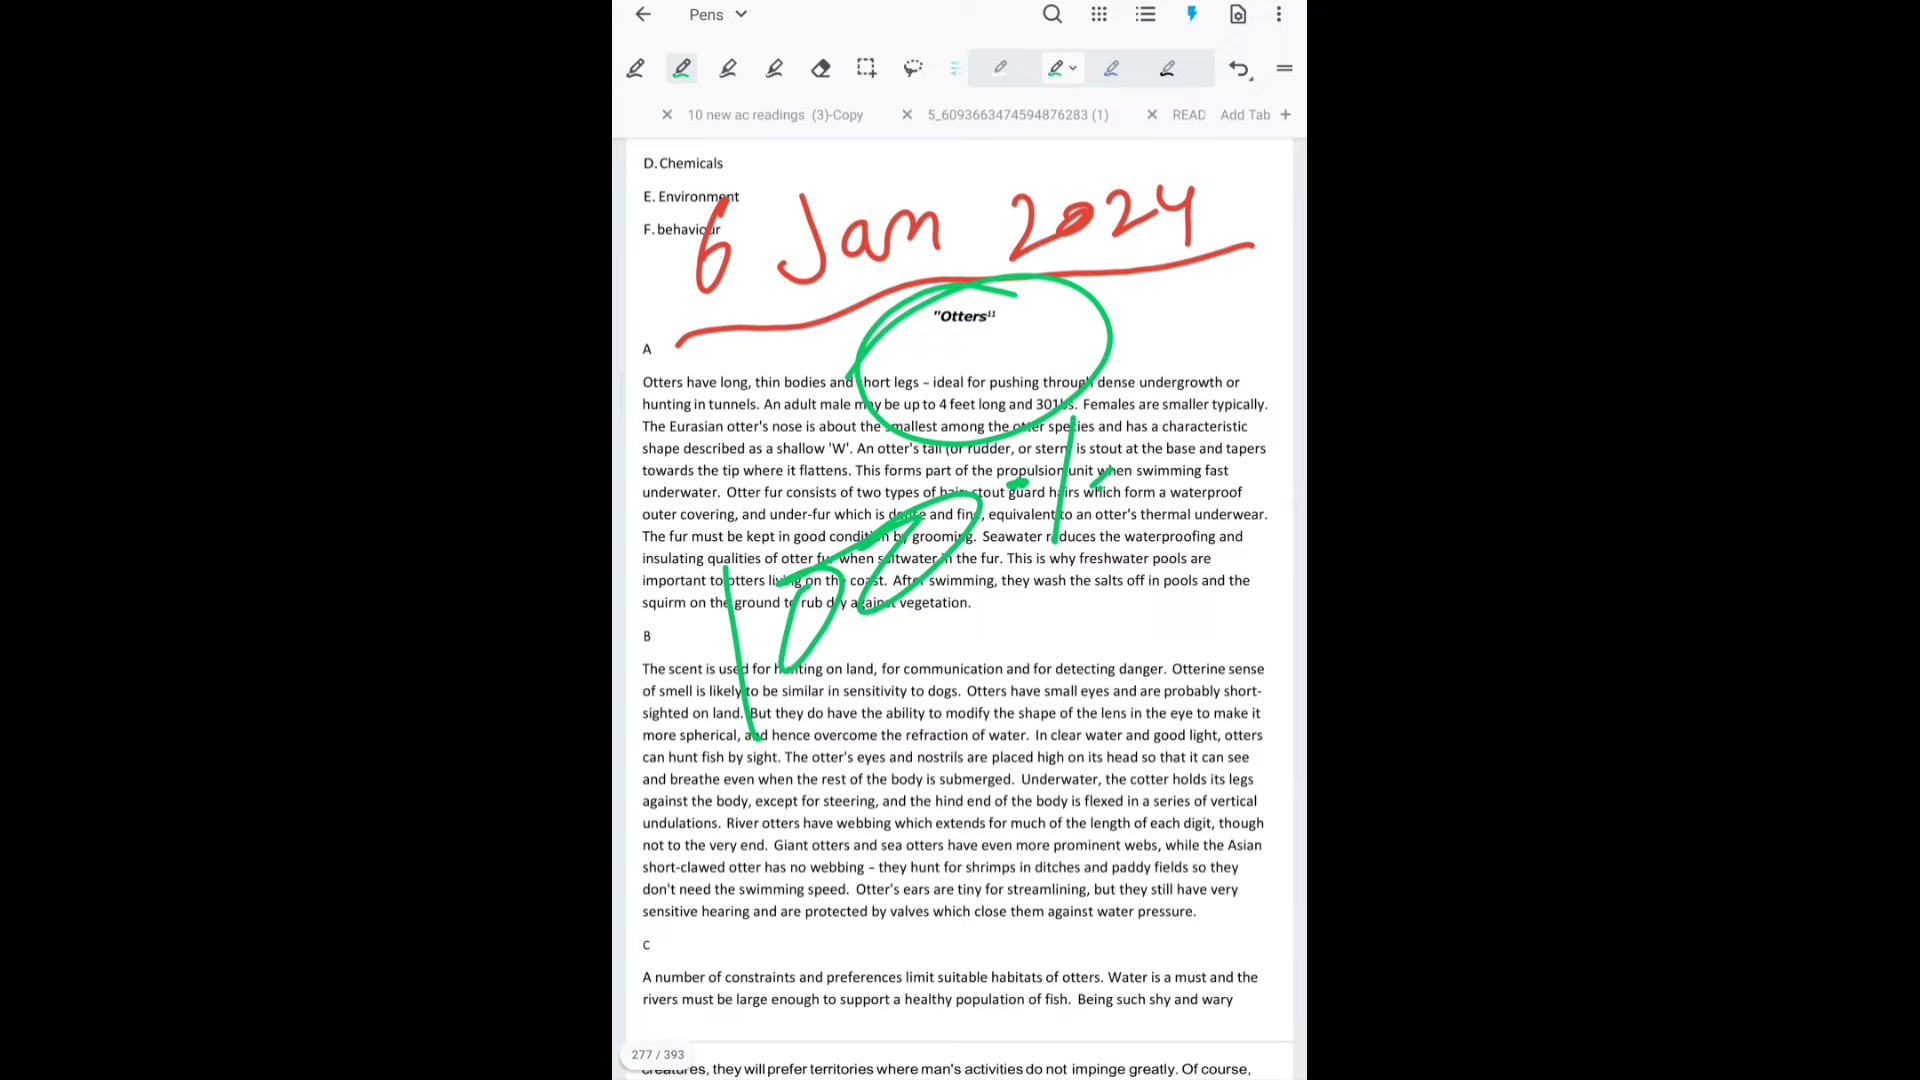 Pens
10 new ac readings (3)-Copy
5_6093663474594876283 (1)
READ
Add Tab +
D. Chemicals
E. Environment
F. behaviour
6 Jan 2024
"Otters¹¹
A
Otters have long, thin bodies and short legs – ideal for pushing through dense undergrowth or
hunting in tunnels. An adult male may be up to 4 feet long and 301bs. Females are smaller typically.
The Eurasian otter's nose is about the smallest among the otter species and has a characteristic
shape described as a shallow 'W'. An otter's tail (or rudder, or stern) is stout at the base and tapers
towards the tip where it flattens. This forms part of the propulsion unit when swimming fast
underwater. Otter fur consists of two types of hair: stout guard hairs which form a waterproof
outer covering, and under-fur which is dense and fine, equivalent to an otter's thermal underwear.
The fur must be kept in good condition by grooming. Seawater reduces the waterproofing and
insulating qualities of otter fur when saltwater in the fur. This is why freshwater pools are
important to otters living on the coast. After swimming, they wash the salts off in pools and the
squirm on the ground to rub dry against vegetation.
100%
B
The scent is used for hunting on land, for communication and for detecting danger. Otterine sense
of smell is likely to be similar in sensitivity to dogs. Otters have small eyes and are probably short-
sighted on land. But they do have the ability to modify the shape of the lens in the eye to make it
more spherical, and hence overcome the refraction of water. In clear water and good light, otters
can hunt fish by sight. The otter's eyes and nostrils are placed high on its head so that it can see
and breathe even when the rest of the body is submerged. Underwater, the cotter holds its legs
against the body, except for steering, and the hind end of the body is flexed in a series of vertical
undulations. River otters have webbing which extends for much of the length of each digit, though
not to the very end. Giant otters and sea otters have even more prominent webs, while the Asian
short-clawed otter has no webbing – they hunt for shrimps in ditches and paddy fields so they
don't need the swimming speed. Otter's ears are tiny for streamlining, but they still have very
sensitive hearing and are protected by valves which close them against water pressure.
C
A number of constraints and preferences limit suitable habitats of otters. Water is a must and the
rivers must be large enough to support a healthy population of fish. Being such shy and wary
277 / 393
creatures, they will prefer territories where man's activities do not impinge greatly. Of course,